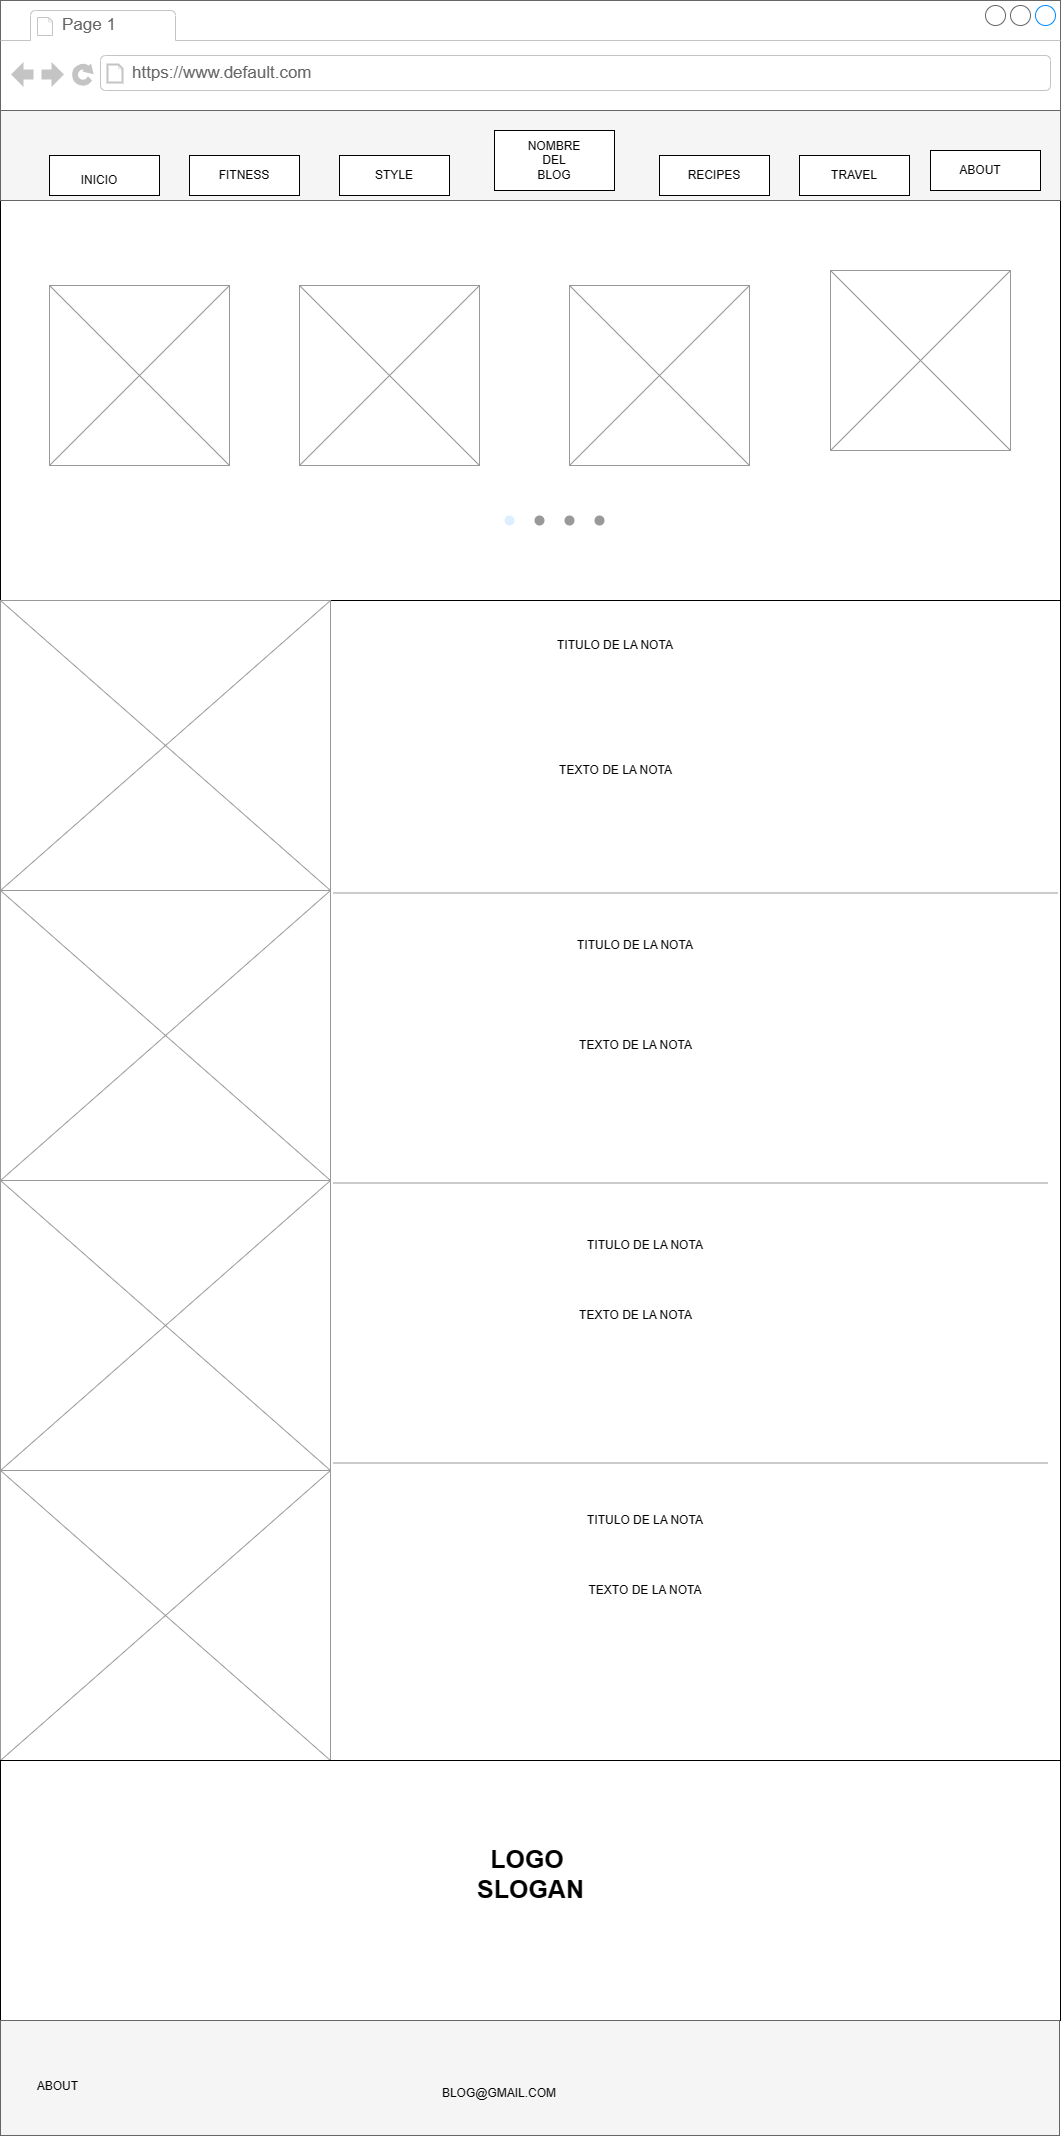 Page 1
https://www.default.com
INICIO
FITNESS
STYLE
NOMBRE
DEL
BLOG
RECIPES
TRAVEL
ABOUT
TITULO DE LA NOTA
TEXTO DE LA NOTA
TITULO DE LA NOTA
TEXTO DE LA NOTA
TITULO DE LA NOTA
TEXTO DE LA NOTA
TITULO DE LA NOTA
TEXTO DE LA NOTA
LOGO
SLOGAN
ABOUT
BLOG@GMAIL.COM